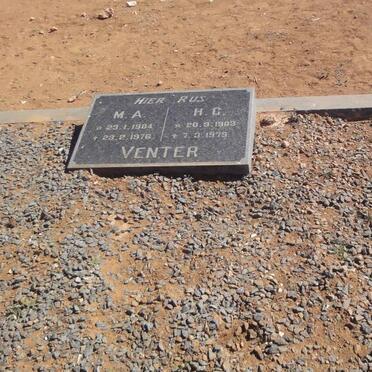 HIER RUS
M.A. H.C.
* 23.1.1904 * 20.9.1903
+ 23.2.1976 + 7.3.1979
VENTER